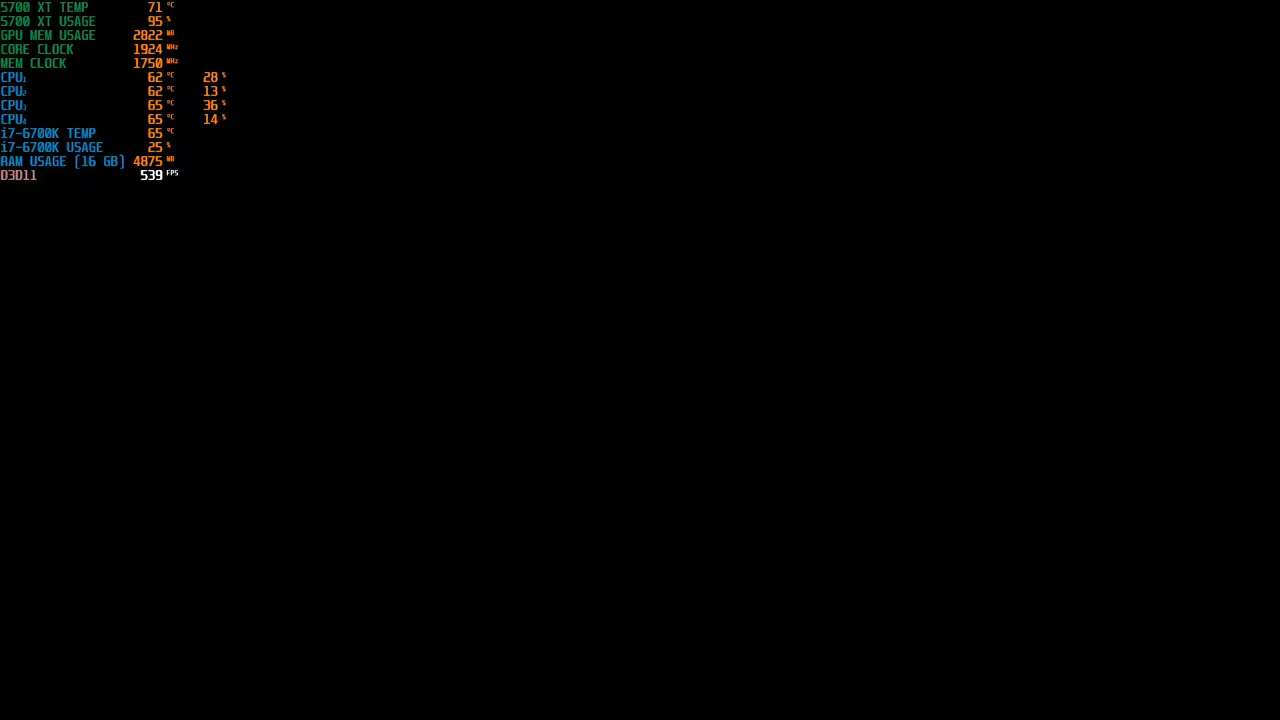 5700 XT TEMP 71 °C
5700 XT USAGE 95 %
GPU MEM USAGE 2822 MB
CORE CLOCK 1924 MHz
MEM CLOCK 1750 MHz
CPU1 62 °C 28 %
CPU2 62 °C 13 %
CPU3 65 °C 36 %
CPU4 65 °C 14 %
i7-6700K TEMP 65 °C
i7-6700K USAGE 25 %
RAM USAGE [16 GB] 4875 MB
D3D11 539 FPS